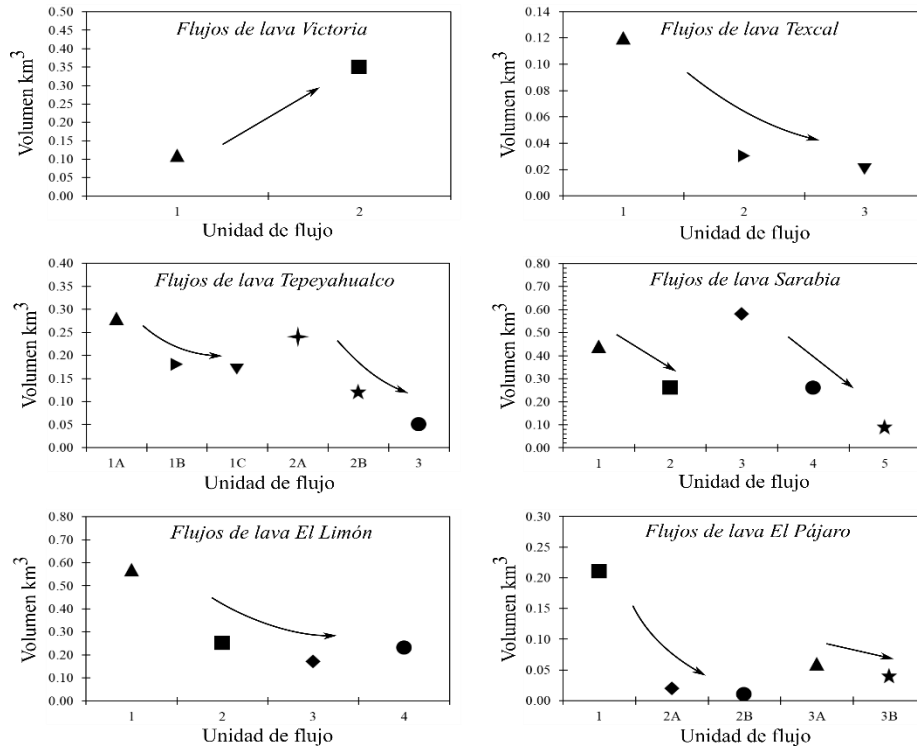 Flujos de lava Victoria
Volumen km³
0.50
0.45
0.40
0.35
0.30
0.25
0.20
0.15
0.10
0.05
0.00
1 2
Unidad de flujo
Flujos de lava Texcal
Volumen km³
0.14
0.12
0.10
0.08
0.06
0.04
0.02
0.00
1 2 3
Unidad de flujo
Flujos de lava Tepeyahualco
Volumen km³
0.40
0.35
0.30
0.25
0.20
0.15
0.10
0.05
0.00
1A 1B 1C 2A 2B 3
Unidad de flujo
Flujos de lava Sarabia
Volumen km³
0.80
0.70
0.60
0.50
0.40
0.30
0.20
0.10
0.00
1 2 3 4 5
Unidad de flujo
Flujos de lava El Limón
Volumen km³
0.80
0.70
0.60
0.50
0.40
0.30
0.20
0.10
0.00
1 2 3 4
Unidad de flujo
Flujos de lava El Pájaro
Volumen km³
0.30
0.25
0.20
0.15
0.10
0.05
0.00
1 2A 2B 3A 3B
Unidad de flujo